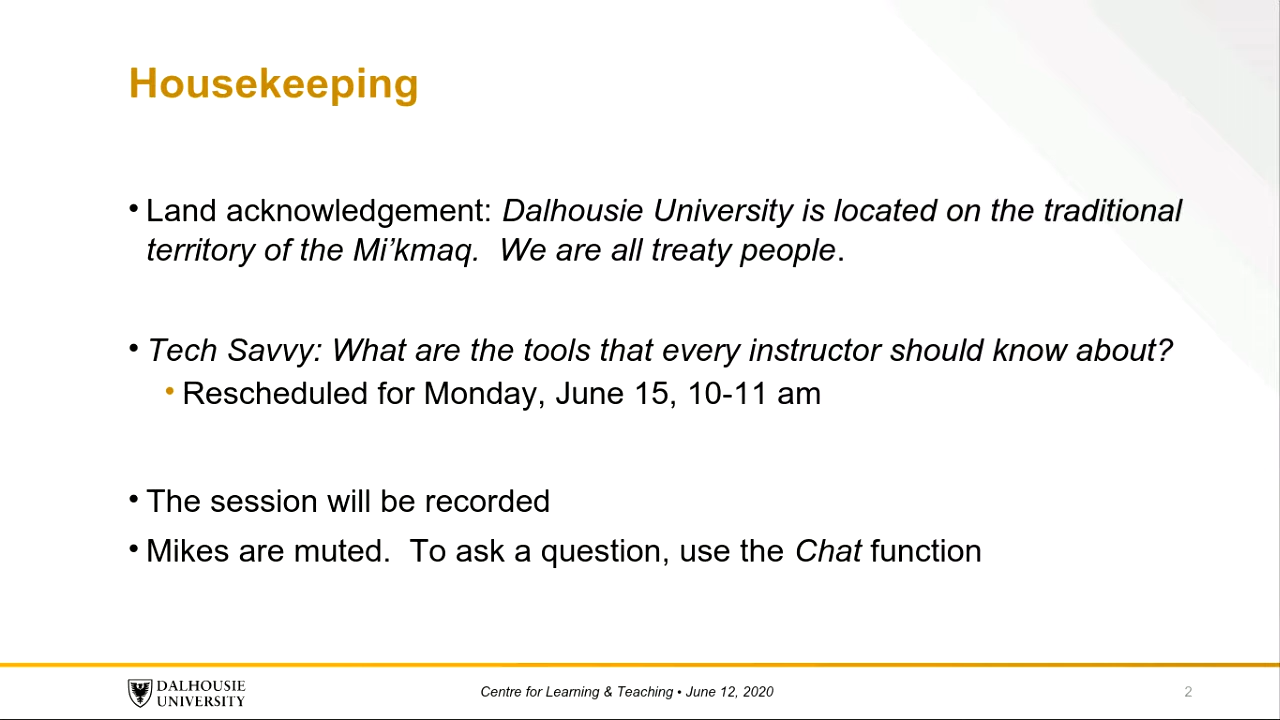 Housekeeping
• Land acknowledgement: Dalhousie University is located on the traditional
territory of the Mi’kmaq.  We are all treaty people.
• Tech Savvy: What are the tools that every instructor should know about?
• Rescheduled for Monday, June 15, 10-11 am
• The session will be recorded
• Mikes are muted.  To ask a question, use the Chat function
DALHOUSIE
UNIVERSITY
Centre for Learning & Teaching • June 12, 2020
2